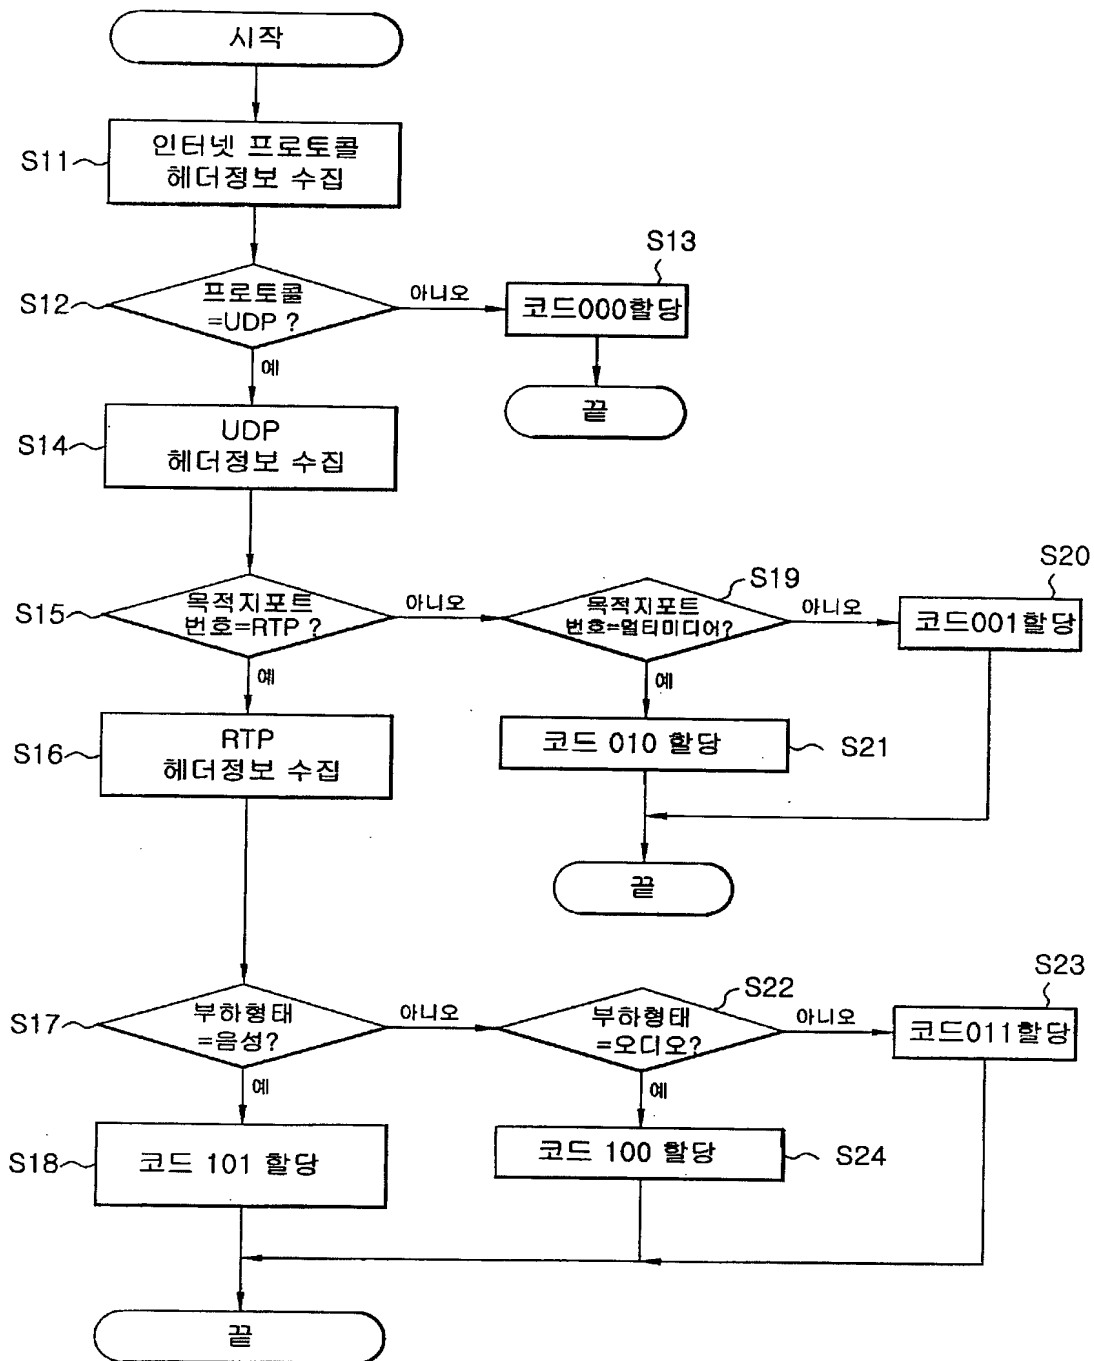 시작
S11
인터넷 프로토콜
헤더정보 수집
S12
프로토콜
=UDP ?
아니오
S13
코드000할당
끝
예
S14
UDP
헤더정보 수집
S15
목적지포트
번호=RTP ?
아니오
S19
목적지포트
번호=멀티미디어?
아니오
S20
코드001할당
예
예
S16
RTP
헤더정보 수집
코드 010 할당
S21
끝
S17
부하형태
=음성?
아니오
S22
부하형태
=오디오?
아니오
S23
코드011할당
예
예
S18
코드 101 할당
코드 100 할당
S24
끝